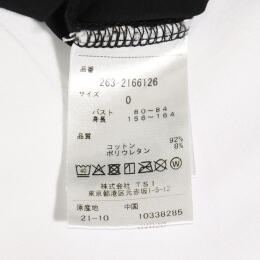 品番
263-2166126
サイズ
0
バスト 80~84
身長 156~164
品質
コットン 92%
ポリウレタン 8%
株式会社 TSI
東京都港区元赤坂1-5-12
原産地 中国
21-10 10338285